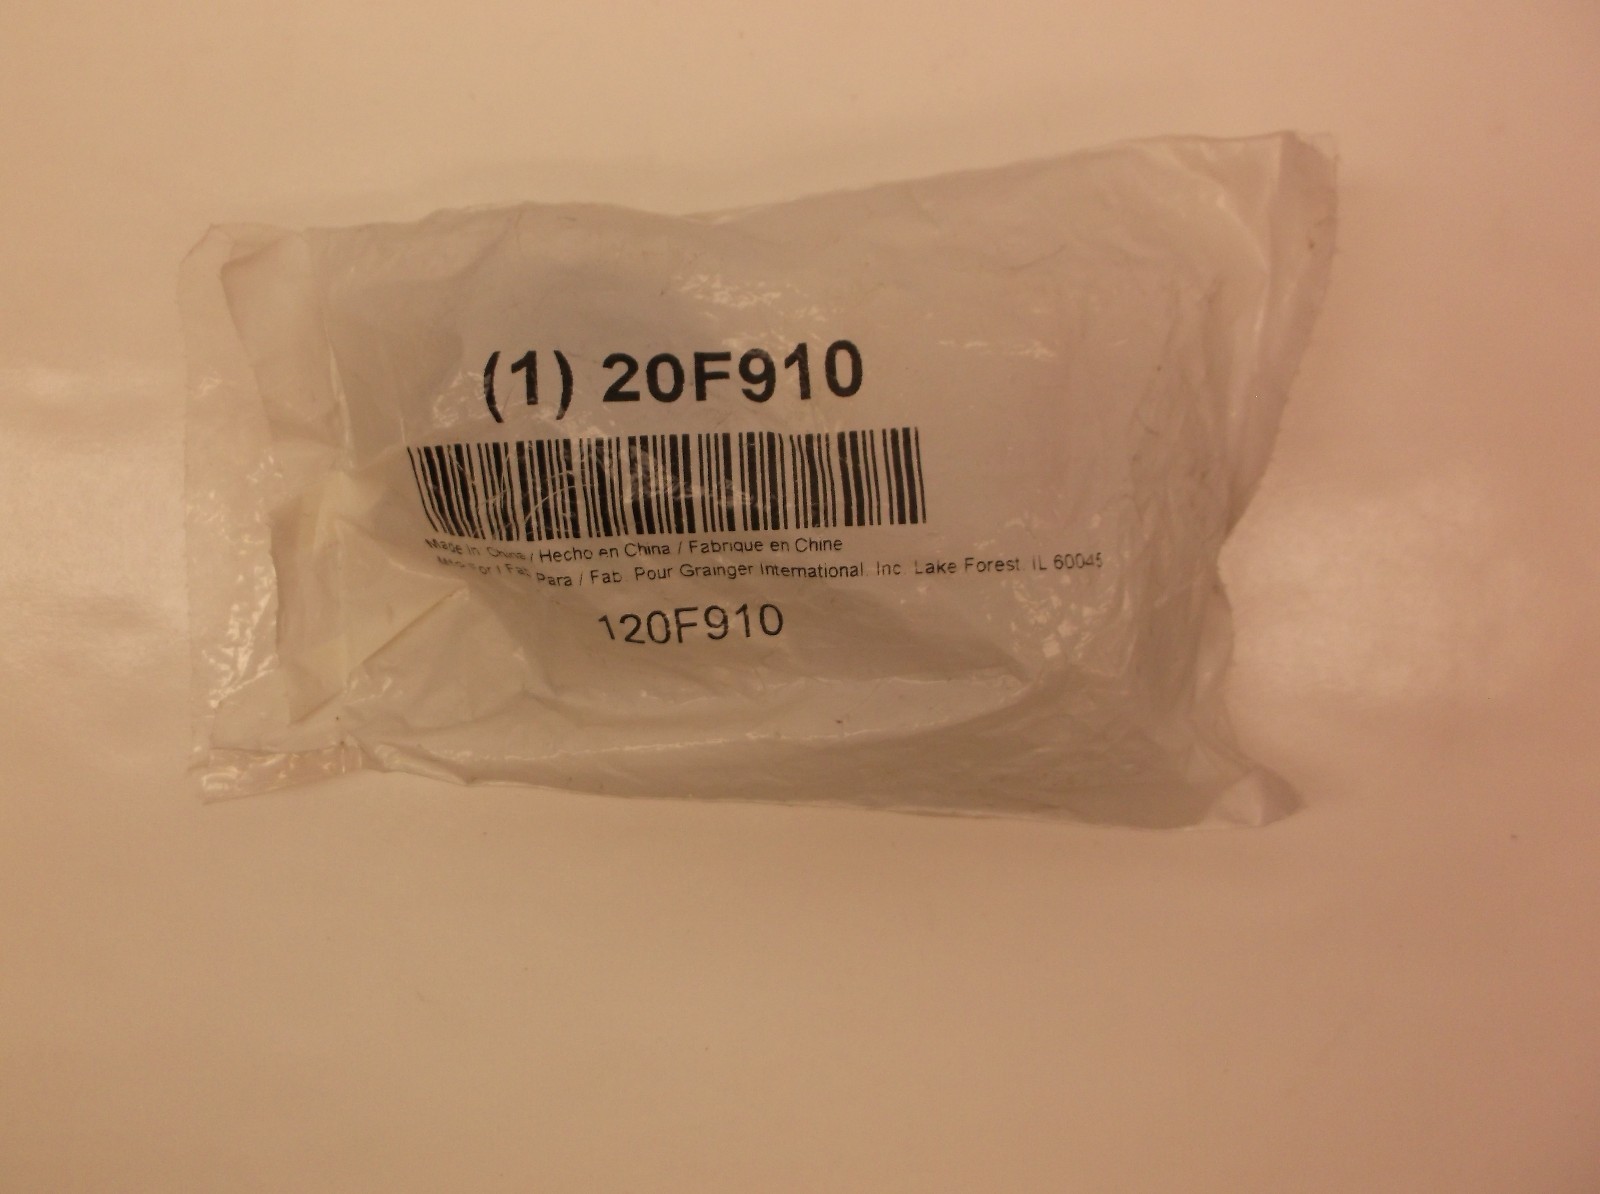 (1) 20F910
Made in China / Hecho en China / Fabrique en Chine
Para / Fab. Pour Grainger International, Inc. Lake Forest, IL 60045
120F910